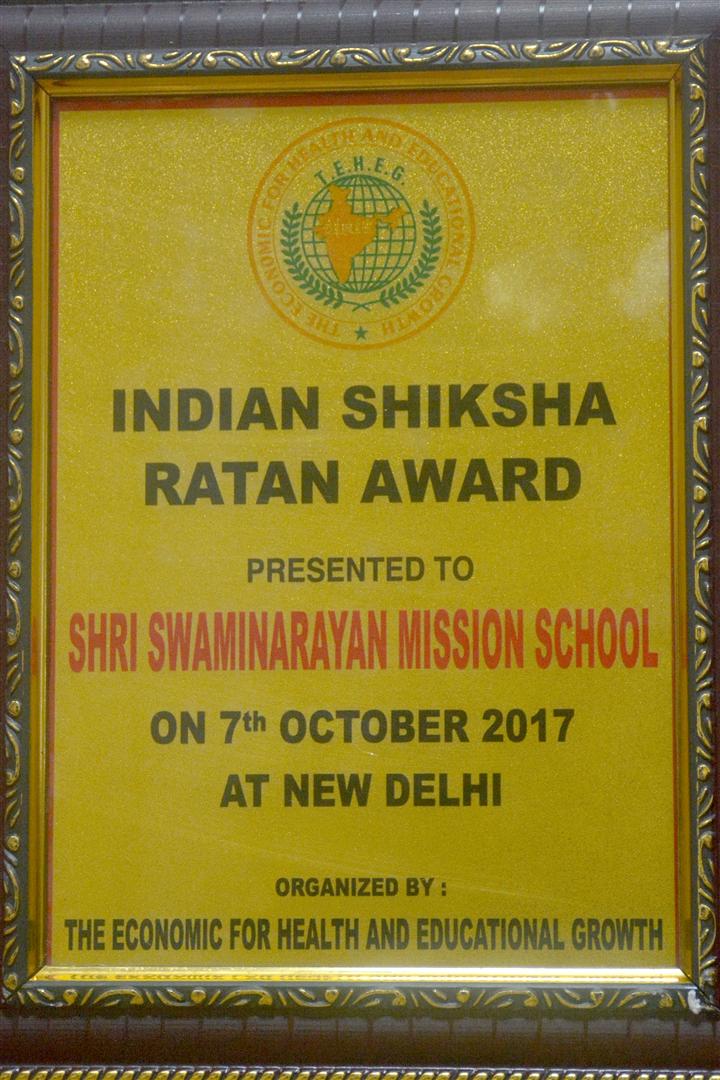 THE ECONOMIC FOR HEALTH AND EDUCATIONAL GROWTH
T.E.H.E.G.
INDIAN SHIKSHA
RATAN AWARD
PRESENTED TO
SHRI SWAMINARAYAN MISSION SCHOOL
ON 7th OCTOBER 2017
AT NEW DELHI
ORGANIZED BY :
THE ECONOMIC FOR HEALTH AND EDUCATIONAL GROWTH